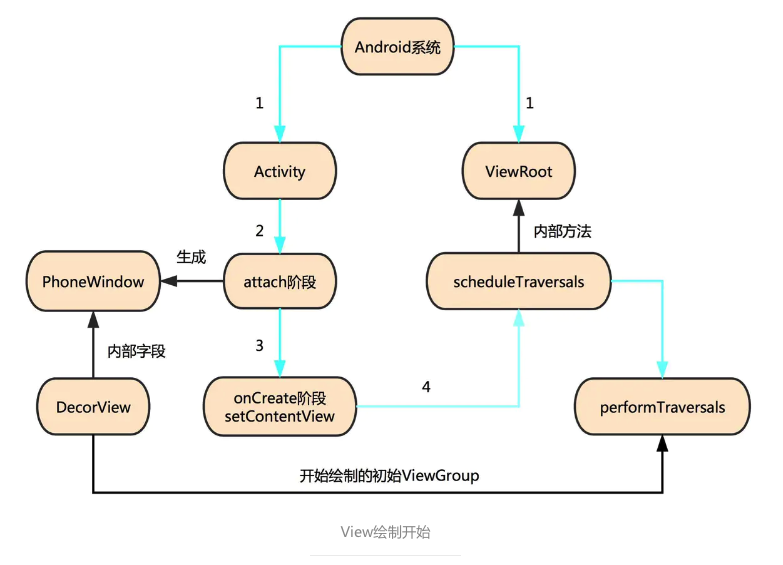 Android系统
1
1
Activity
ViewRoot
2
内部方法
生成
PhoneWindow
attach阶段
scheduleTraversals
3
内部字段
onCreate阶段
setContentView
4
DecorView
performTraversals
开始绘制的初始ViewGroup
View绘制开始